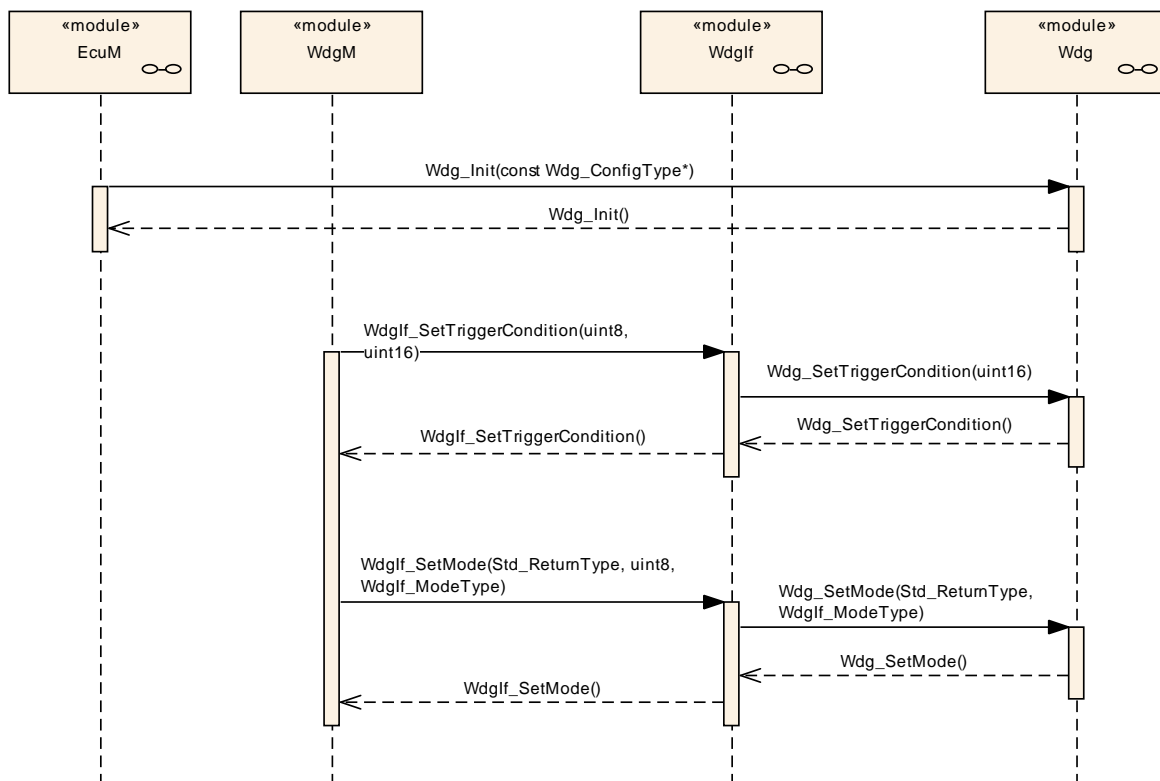 «module»
EcuM
«module»
WdgM
«module»
WdgIf
«module»
Wdg
Wdg_Init(const Wdg_ConfigType*)
Wdg_Init()
WdgIf_SetTriggerCondition(uint8,
uint16)
Wdg_SetTriggerCondition(uint16)
Wdg_SetTriggerCondition()
WdgIf_SetTriggerCondition()
WdgIf_SetMode(Std_ReturnType, uint8,
WdgIf_ModeType)
Wdg_SetMode(Std_ReturnType,
WdgIf_ModeType)
Wdg_SetMode()
WdgIf_SetMode()